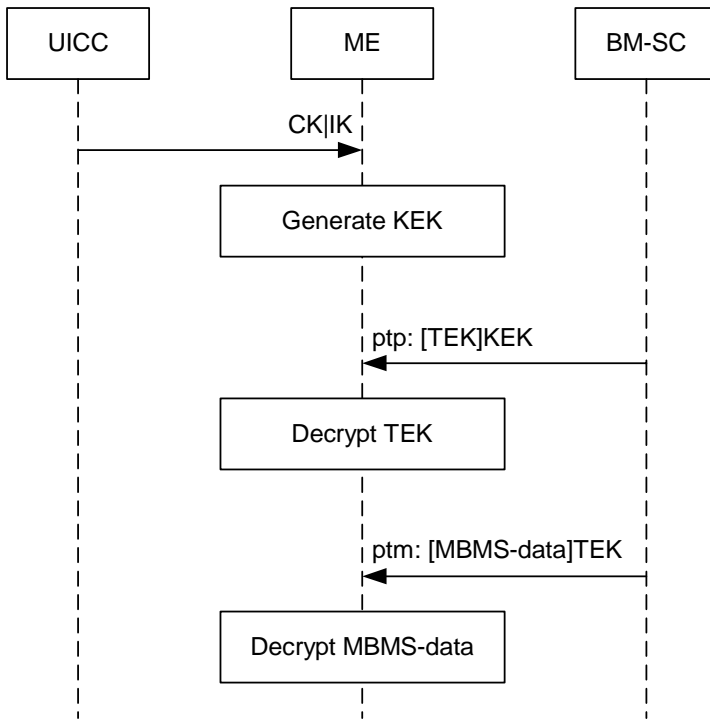 UICC
ME
BM-SC
CK|IK
Generate KEK
ptp: [TEK]KEK
Decrypt TEK
ptm: [MBMS-data]TEK
Decrypt MBMS-data